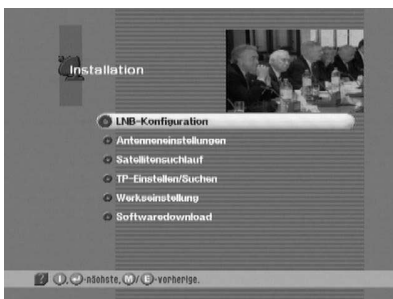 Installation
LNB-Konfiguration
Antenneneinstellungen
Satellitensuchlauf
TP-Einstellen/Suchen
Werkseinstellung
Softwaredownload
-nächste, M/E-vorherige.